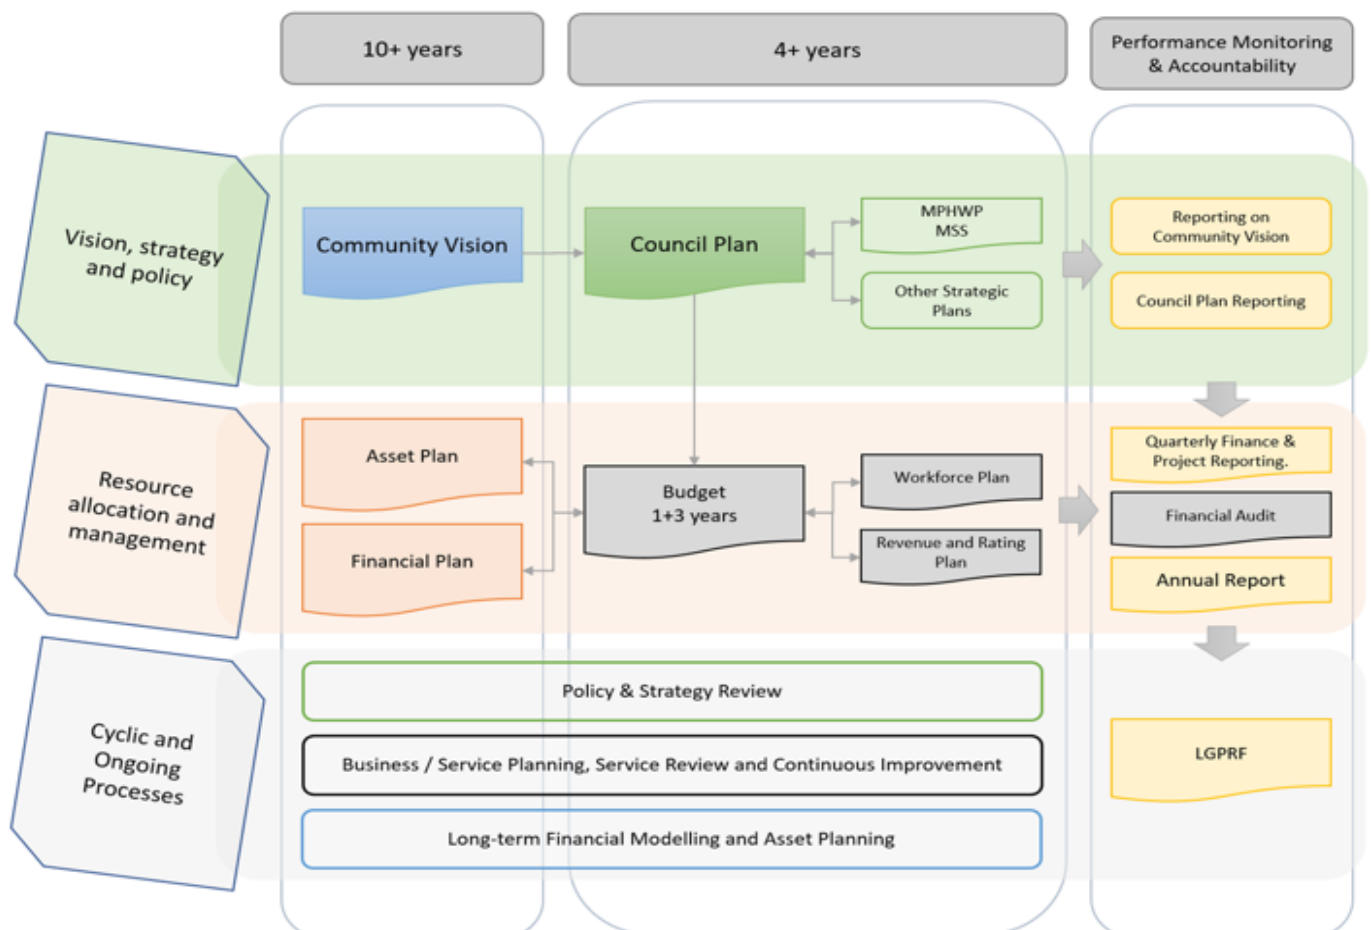 10+ years
4+ years
Performance Monitoring
& Accountability
Vision, strategy
and policy
Community Vision
Council Plan
MPHWP
MSS
Other Strategic
Plans
Reporting on
Community Vision
Council Plan Reporting
Resource
allocation and
management
Asset Plan
Financial Plan
Budget
1+3 years
Workforce Plan
Revenue and Rating
Plan
Quarterly Finance &
Project Reporting.
Financial Audit
Annual Report
Cyclic and
Ongoing
Processes
Policy & Strategy Review
Business / Service Planning, Service Review and Continuous Improvement
Long-term Financial Modelling and Asset Planning
LGPRF